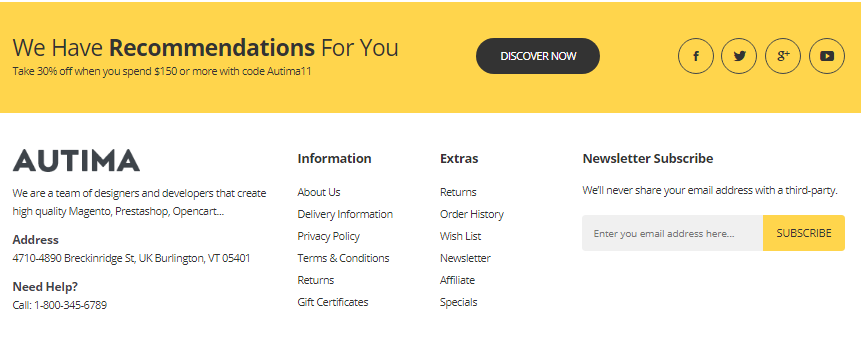 We Have Recommendations For You
Take 30% off when you spend $150 or more with code Autima11
DISCOVER NOW
f
g+
AUTIMA
We are a team of designers and developers that create
high quality Magento, Prestashop, Opencart...
Address
4710-4890 Breckinridge St, UK Burlington, VT 05401
Need Help?
Call: 1-800-345-6789
Information
About Us
Delivery Information
Privacy Policy
Terms & Conditions
Returns
Gift Certificates
Extras
Returns
Order History
Wish List
Newsletter
Affiliate
Specials
Newsletter Subscribe
We'll never share your email address with a third-party.
Enter you email address here...
SUBSCRIBE